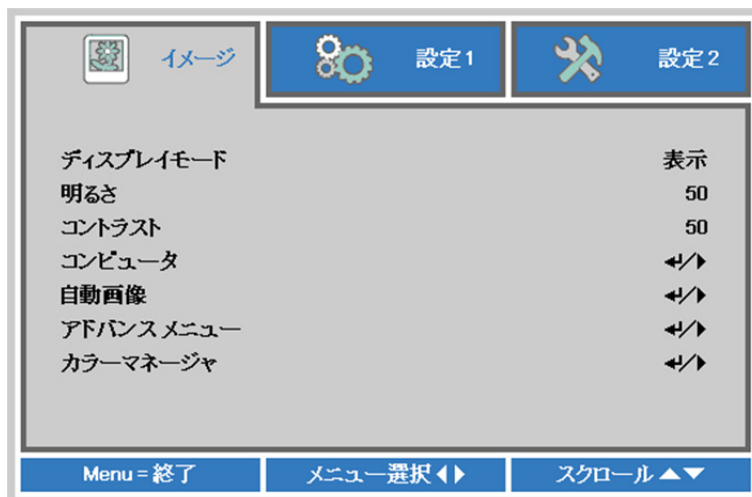 イメージ 設定1 設定2
ディスプレイモード 表示
明るさ 50
コントラスト 50
コンピュータ ↵/▶
自動画像 ↵/▶
アドバンスメニュー ↵/▶
カラーマネージャ ↵/▶
Menu = 終了 メニュー選択◀▶ スクロール▲▼